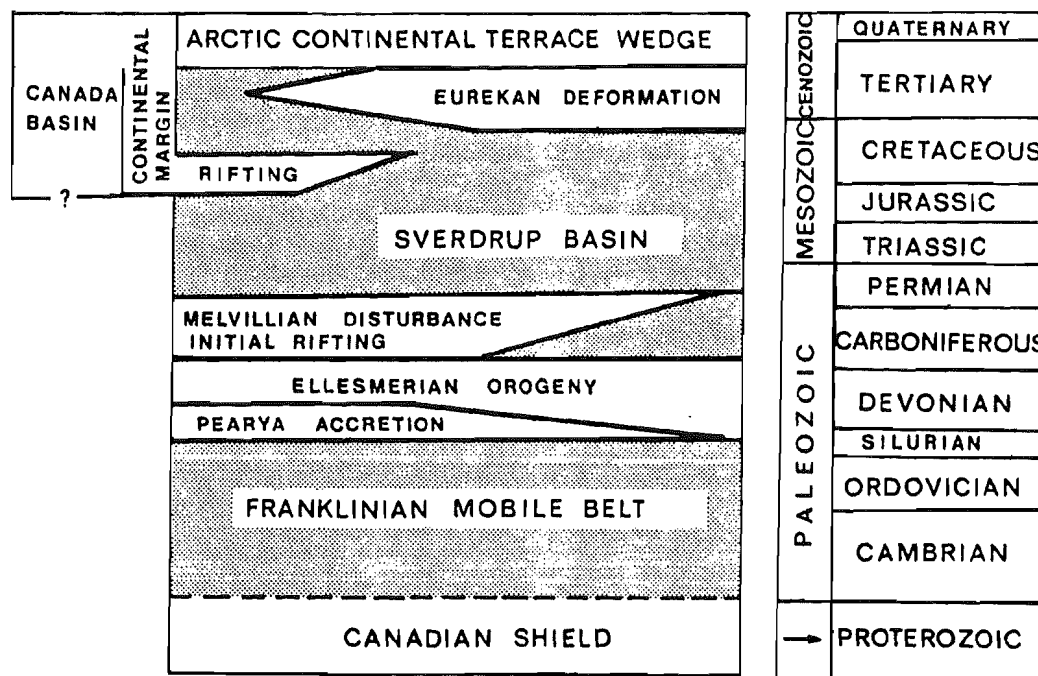 ARCTIC CONTINENTAL TERRACE WEDGE
CANADA
BASIN
CONTINENTAL
MARGIN
?
EUREKAN DEFORMATION
RIFTING
SVERDRUP BASIN
MELVILLIAN DISTURBANCE
INITIAL RIFTING
ELLESMERIAN OROGENY
PEARYA ACCRETION
FRANKLINIAN MOBILE BELT
CANADIAN SHIELD
CENOZOIC
QUATERNARY
TERTIARY
MESOZOIC
CRETACEOUS
JURASSIC
TRIASSIC
PALEOZOIC
PERMIAN
CARBONIFEROUS
DEVONIAN
SILURIAN
ORDOVICIAN
CAMBRIAN
→ PROTEROZOIC